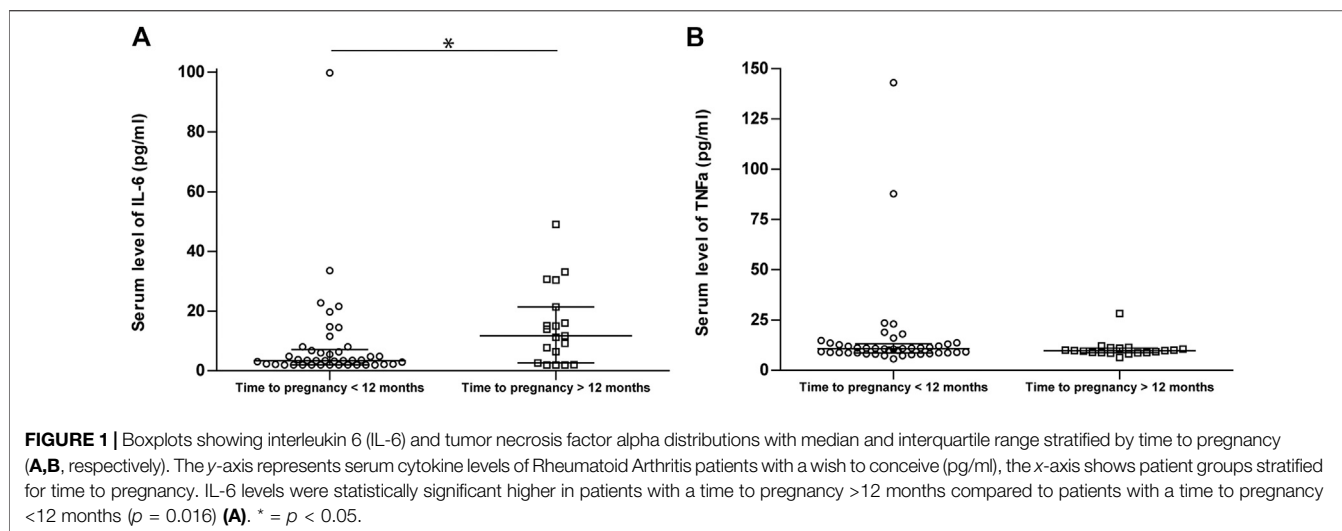 A
B
*
Serum level of IL-6 (pg/ml)
100
80
60
40
20
0
Time to pregnancy < 12 months
Time to pregnancy > 12 months
Serum level of TNFa (pg/ml)
150
125
100
75
50
25
0
Time to pregnancy < 12 months
Time to pregnancy > 12 months
FIGURE 1 | Boxplots showing interleukin 6 (IL-6) and tumor necrosis factor alpha distributions with median and interquartile range stratified by time to pregnancy
(A,B, respectively). The y-axis represents serum cytokine levels of Rheumatoid Arthritis patients with a wish to conceive (pg/ml), the x-axis shows patient groups stratified
for time to pregnancy. IL-6 levels were statistically significant higher in patients with a time to pregnancy >12 months compared to patients with a time to pregnancy
<12 months (p = 0.016) (A). * = p < 0.05.